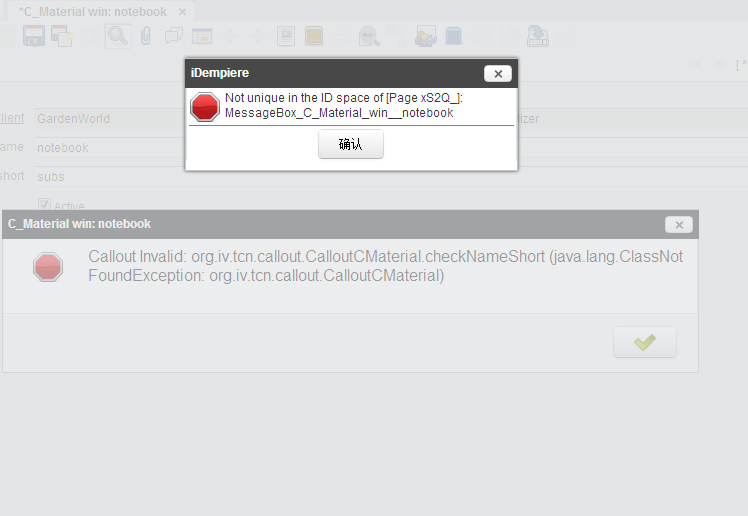 *C_Material win: notebook
[ *
iDempiere
Not unique in the ID space of [Page xS2Q_]:
MessageBox_C_Material_win__notebook
确认
lient
GardenWorld
lizer
ame
notebook
short
subs
Active
C_Material win: notebook
Callout Invalid: org.iv.tcn.callout.CalloutCMaterial.checkNameShort (java.lang.ClassNot
FoundException: org.iv.tcn.callout.CalloutCMaterial)